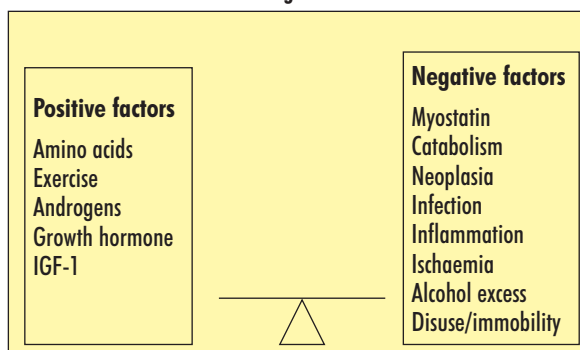 Positive factors
Amino acids
Exercise
Androgens
Growth hormone
IGF-1
Negative factors
Myostatin
Catabolism
Neoplasia
Infection
Inflammation
Ischaemia
Alcohol excess
Disuse/immobility